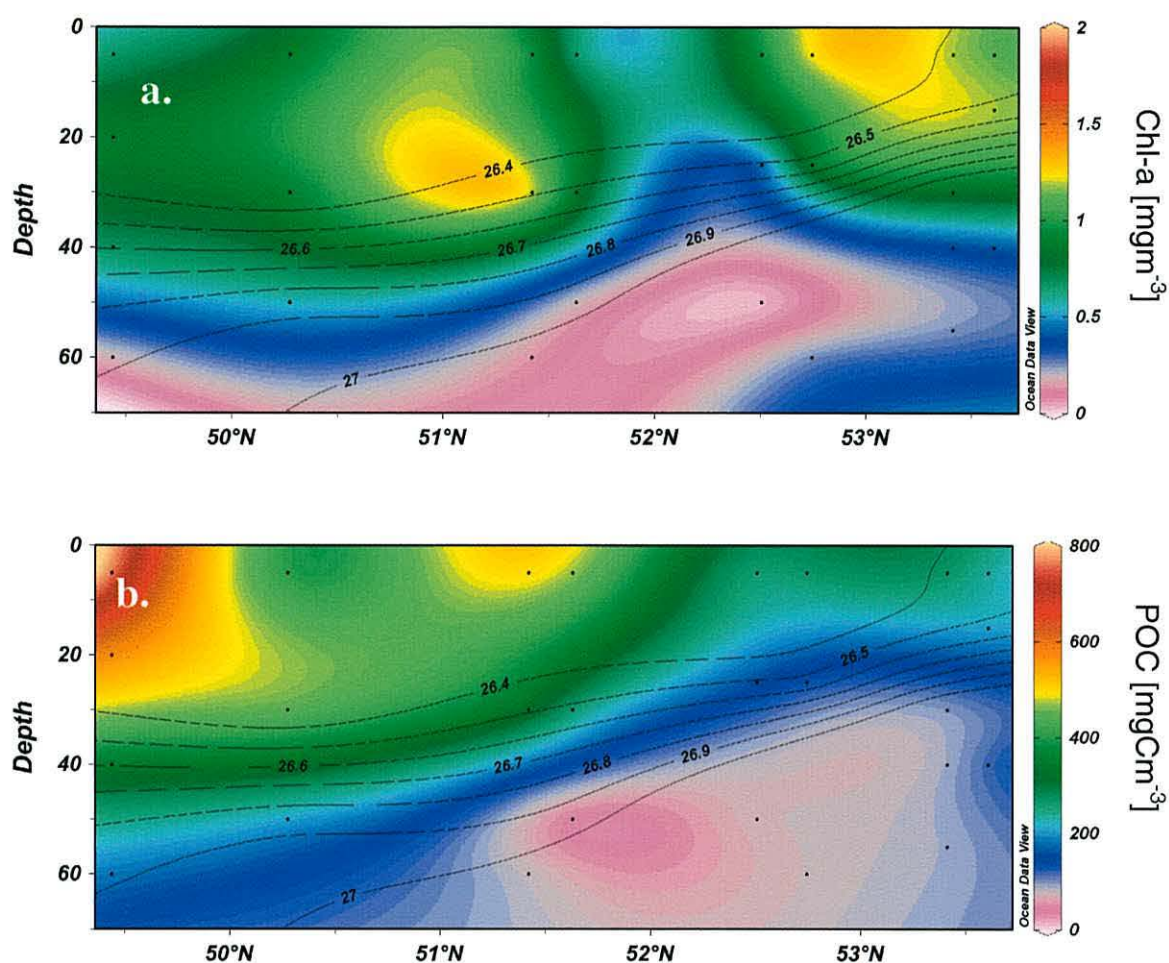 0
20
40
60
Depth
a.
26.4
26.5
26.6
26.7
26.8
26.9
27
50°N
51°N
52°N
53°N
Ocean Data View
2
1.5
1
0.5
0
Chl-a [mgm⁻³]
0
20
40
60
Depth
b.
26.4
26.5
26.6
26.7
26.8
26.9
27
50°N
51°N
52°N
53°N
Ocean Data View
800
600
400
200
0
POC [mgCm⁻³]